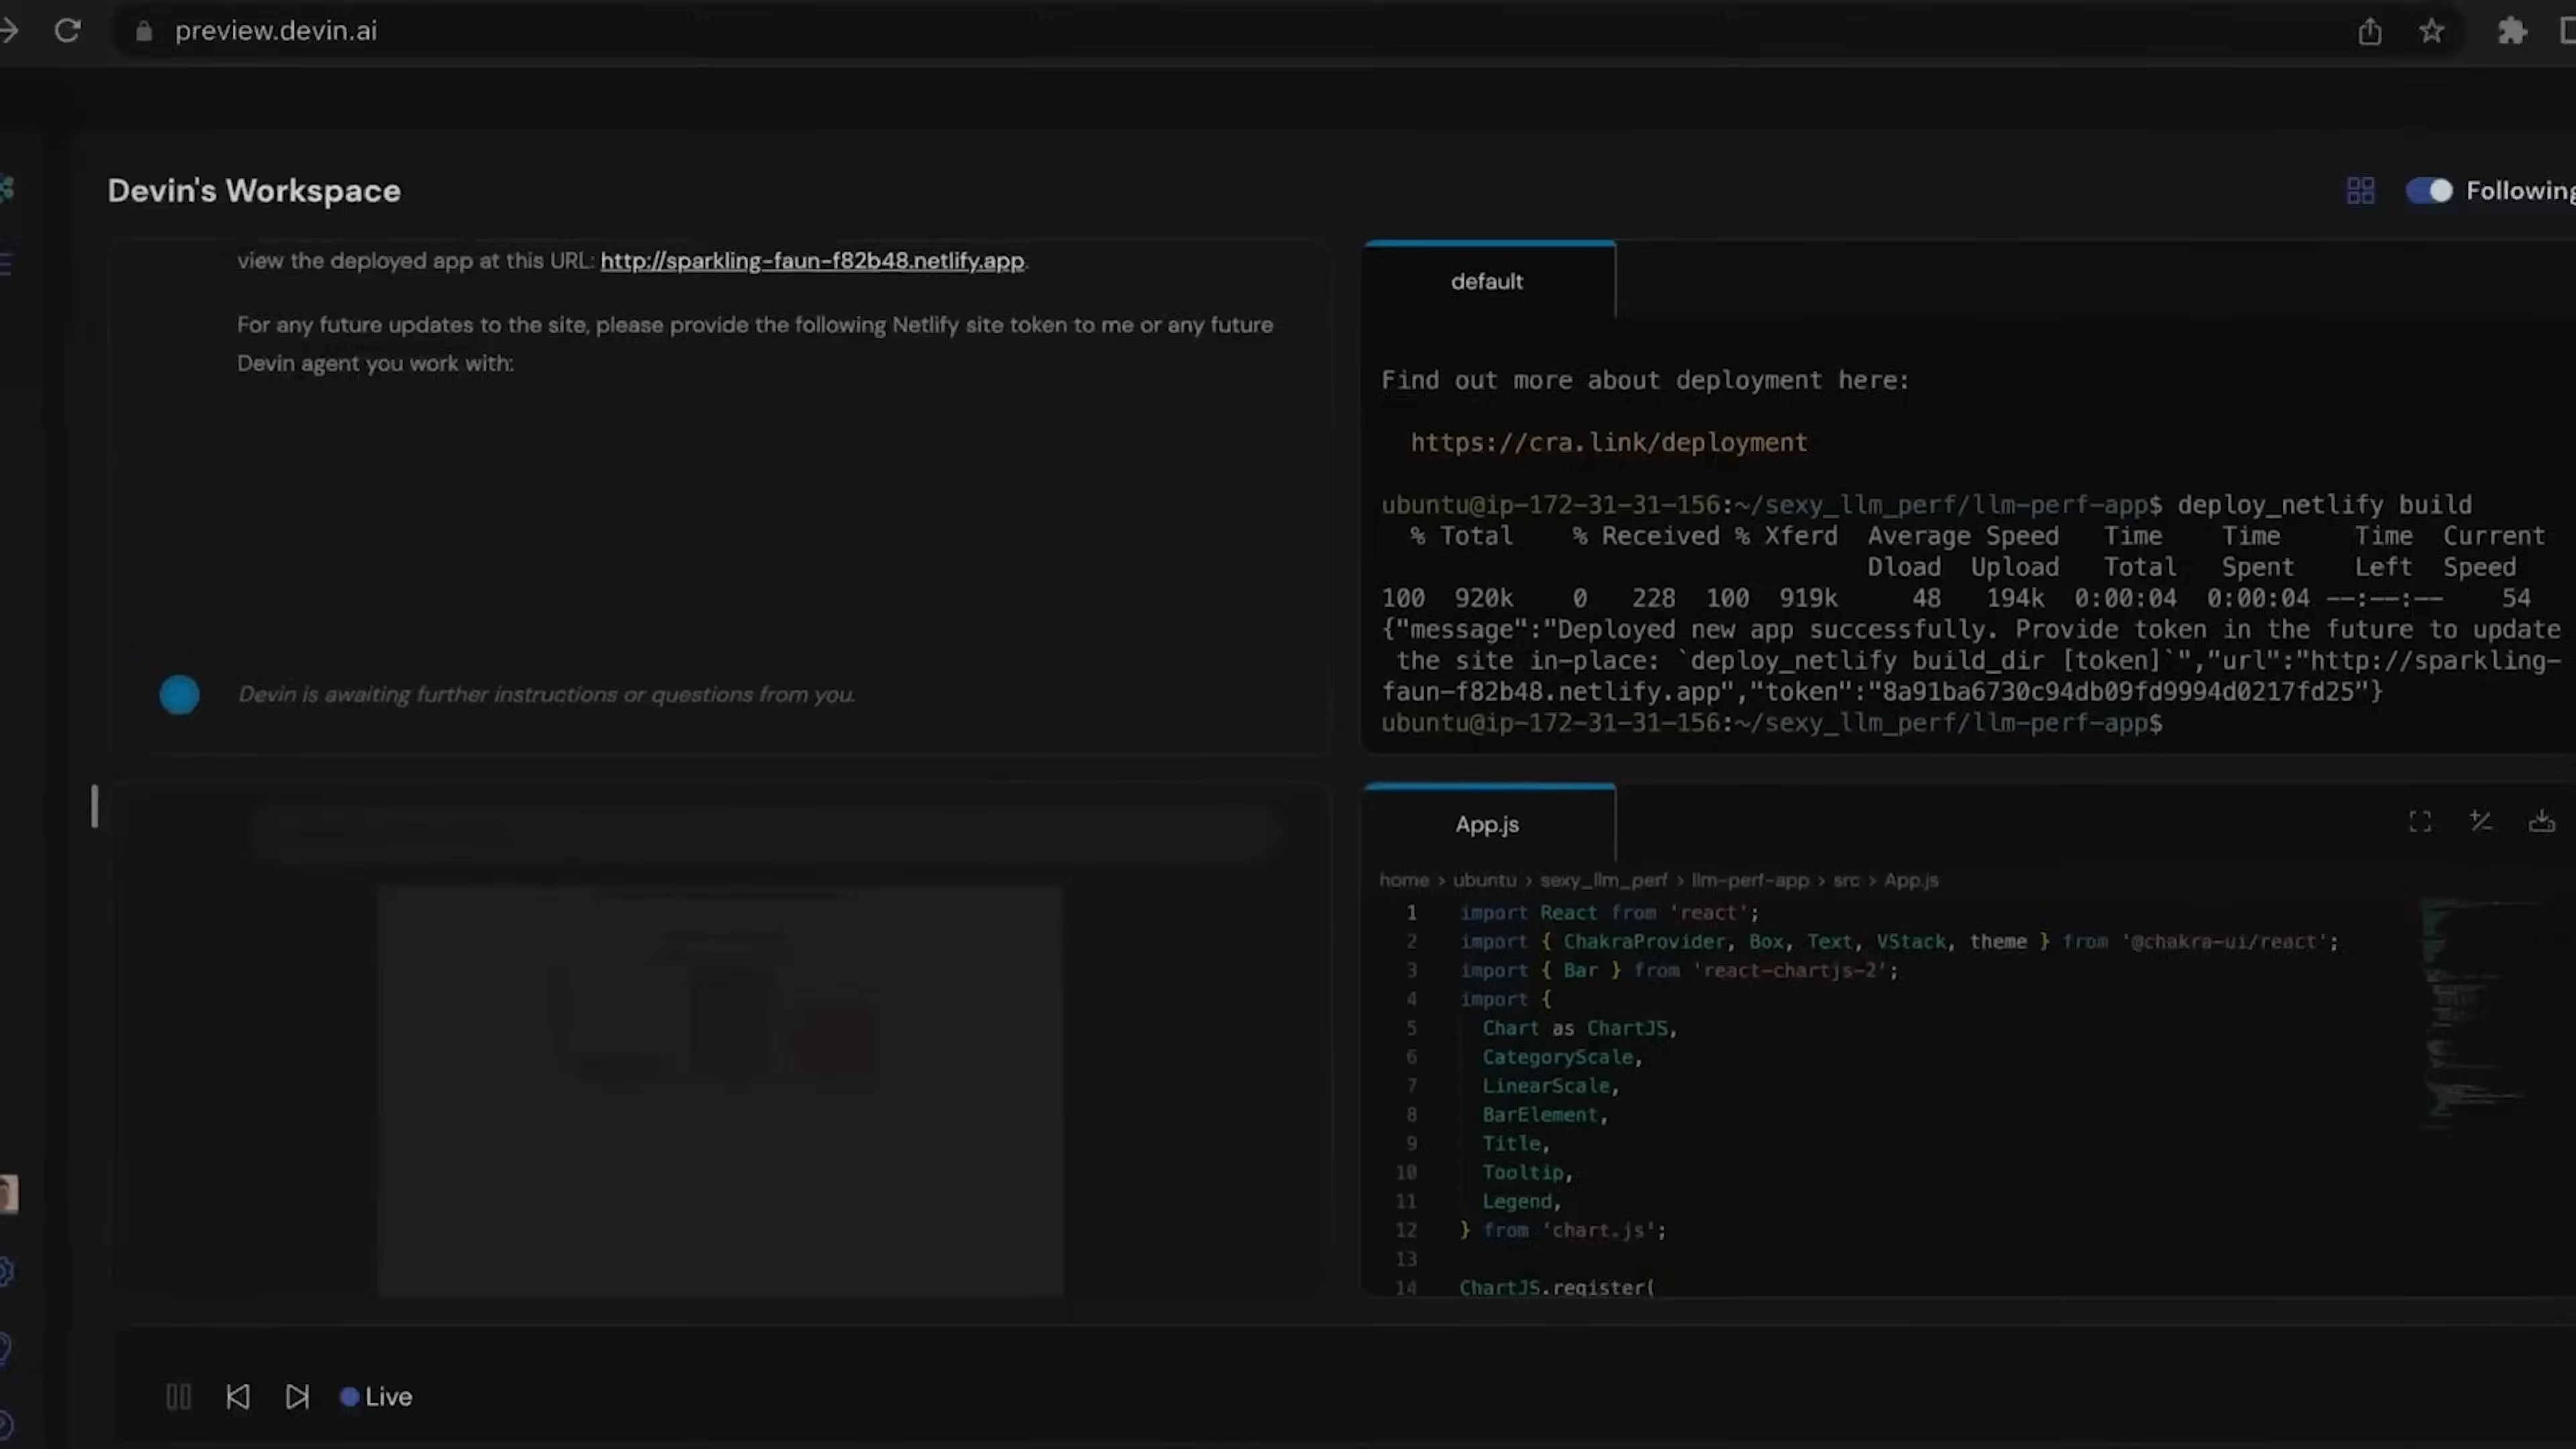 preview.devin.ai
Devin's Workspace
Following
view the deployed app at this URL: http://sparkling-faun-f82b48.netlify.app.
For any future updates to the site, please provide the following Netlify site token to me or any future
Devin agent you work with:
Devin is awaiting further instructions or questions from you.
default
Find out more about deployment here:
https://cra.link/deployment
ubuntu@ip-172-31-31-156:~/sexy_llm_perf/llm-perf-app$ deploy_netlify build
% Total % Received % Xferd Average Speed Time Time Time Current
Dload Upload Total Spent Left Speed
100 920k 0 228 100 919k 48 194k 0:00:04 0:00:04 --:--:-- 54
{"message":"Deployed new app successfully. Provide token in the future to update
the site in-place: `deploy_netlify build_dir [token]`","url":"http://sparkling-
faun-f82b48.netlify.app","token":"8a91ba6730c94db09fd9994d0217fd25"}
ubuntu@ip-172-31-31-156:~/sexy_llm_perf/llm-perf-app$
App.js
home > ubuntu > sexy_llm_perf > llm-perf-app > src > App.js
1 import React from 'react';
2 import { ChakraProvider, Box, Text, VStack, theme } from '@chakra-ui/react';
3 import { Bar } from 'react-chartjs-2';
4 import {
5 Chart as ChartJS,
6 CategoryScale,
7 LinearScale,
8 BarElement,
9 Title,
10 Tooltip,
11 Legend,
12 } from 'chart.js';
13
14 ChartJS.register(
Live